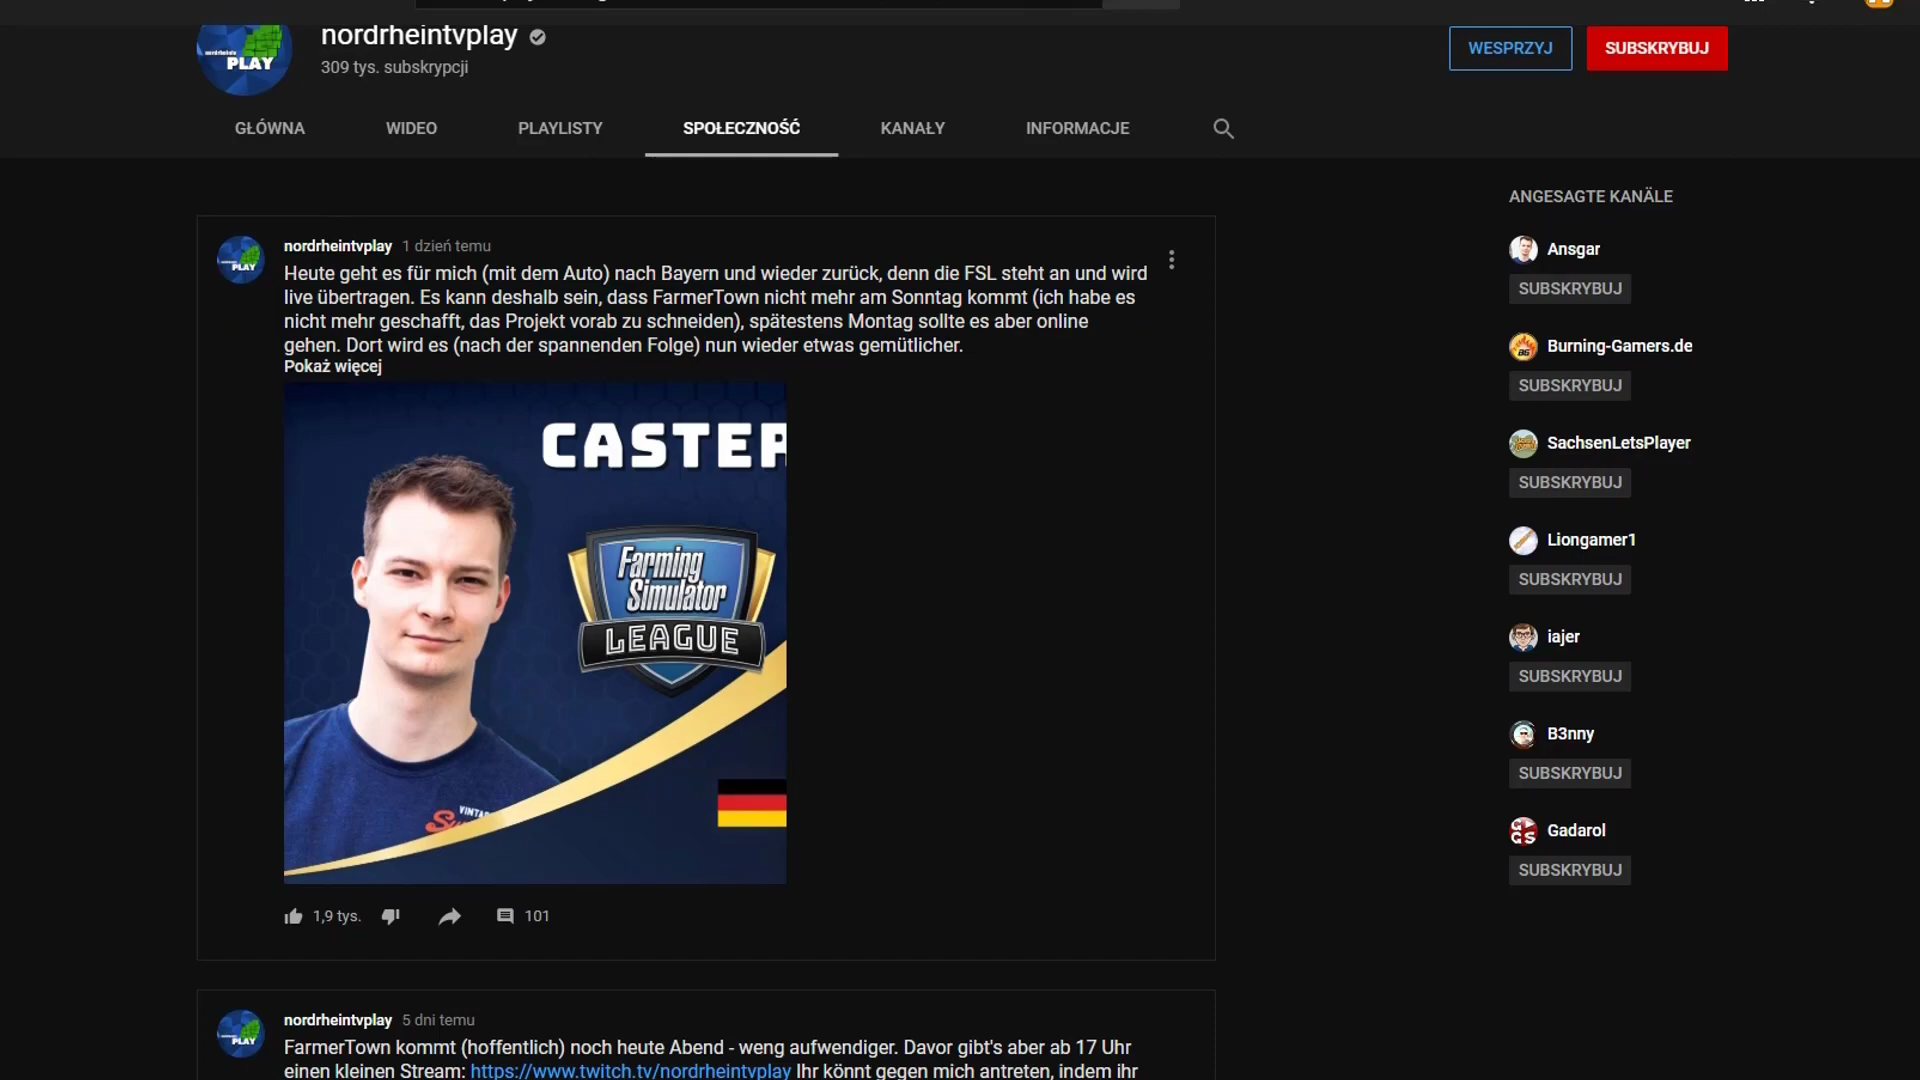 nordrheintvplay
309 tys. subskrypcji
WESPRZYJ
SUBSKRYBUJ
PLAY
GŁÓWNA
WIDEO
PLAYLISTY
SPOŁECZNOŚĆ
KANAŁY
INFORMACJE
nordrheintvplay 1 dzień temu
PLAY
Heute geht es für mich (mit dem Auto) nach Bayern und wieder zurück, denn die FSL steht an und wird
live übertragen. Es kann deshalb sein, dass FarmerTown nicht mehr am Sonntag kommt (ich habe es
nicht mehr geschafft, das Projekt vorab zu schneiden), spätestens Montag sollte es aber online
gehen. Dort wird es (nach der spannenden Folge) nun wieder etwas gemütlicher.
Pokaż więcej
CASTER
Farming
Simulator
LEAGUE
1,9 tys.
101
nordrheintvplay 5 dni temu
PLAY
FarmerTown kommt (hoffentlich) noch heute Abend - weng aufwendiger. Davor gibt's aber ab 17 Uhr
einen kleinen Stream: https://www.twitch.tv/nordrheintvplay Ihr könnt gegen mich antreten, indem ihr
ANGESAGTE KANÄLE
Ansgar
SUBSKRYBUJ
Burning-Gamers.de
SUBSKRYBUJ
SachsenLetsPlayer
SUBSKRYBUJ
Liongamer1
SUBSKRYBUJ
iajer
SUBSKRYBUJ
B3nny
SUBSKRYBUJ
Gadarol
SUBSKRYBUJ